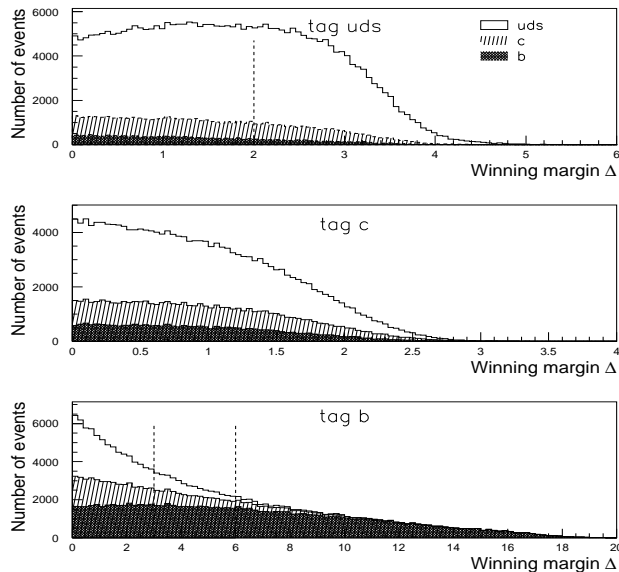 tag uds
uds
c
b
Number of events
6000
4000
2000
0
0 1 2 3 4 5 6
Winning margin Δ
tag c
Number of events
4000
2000
0
0 0.5 1 1.5 2 2.5 3 3.5 4
Winning margin Δ
tag b
Number of events
6000
4000
2000
0
0 2 4 6 8 10 12 14 16 18 20
Winning margin Δ